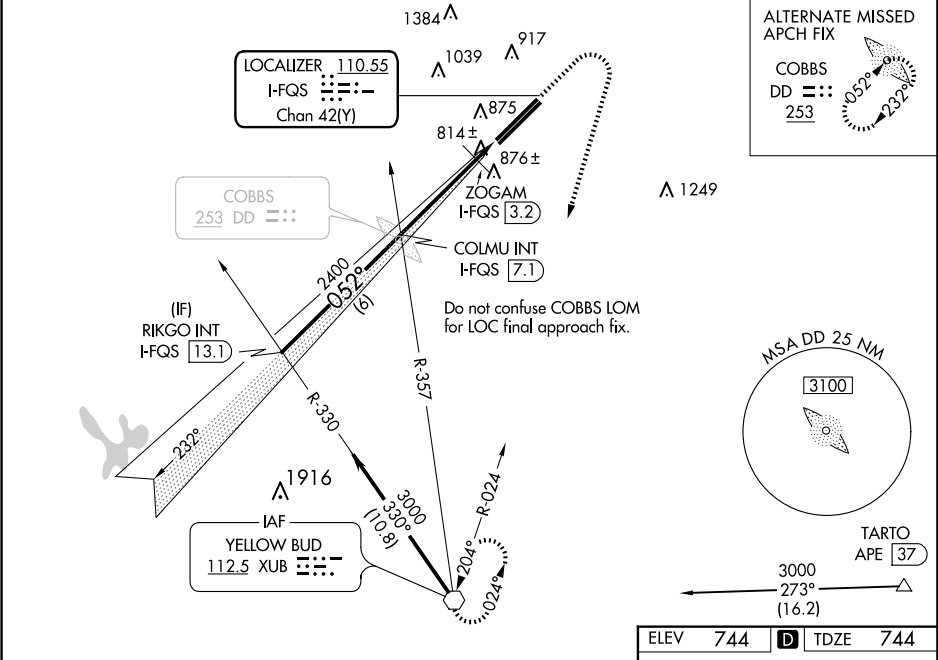 1384
917
1039
LOCALIZER 110.55
I-FQS
Chan 42(Y)
875
814±
876±
ZOGAM
I-FQS 3.2
COBBS
253 DD
COLMU INT
I-FQS 7.1
Do not confuse COBBS LOM
for LOC final approach fix.
2400
052°
(6)
(IF)
RIKGO INT
I-FQS 13.1
R-357
R-330
232°
1916
3000
330°
(10.8)
R-024
204°
024°
IAF
YELLOW BUD
112.5 XUB
ALTERNATE MISSED
APCH FIX
COBBS
DD
253
052°
232°
1249
MSA DD 25 NM
3100
TARTO
APE 37
3000
273°
(16.2)
ELEV 744 D TDZE 744